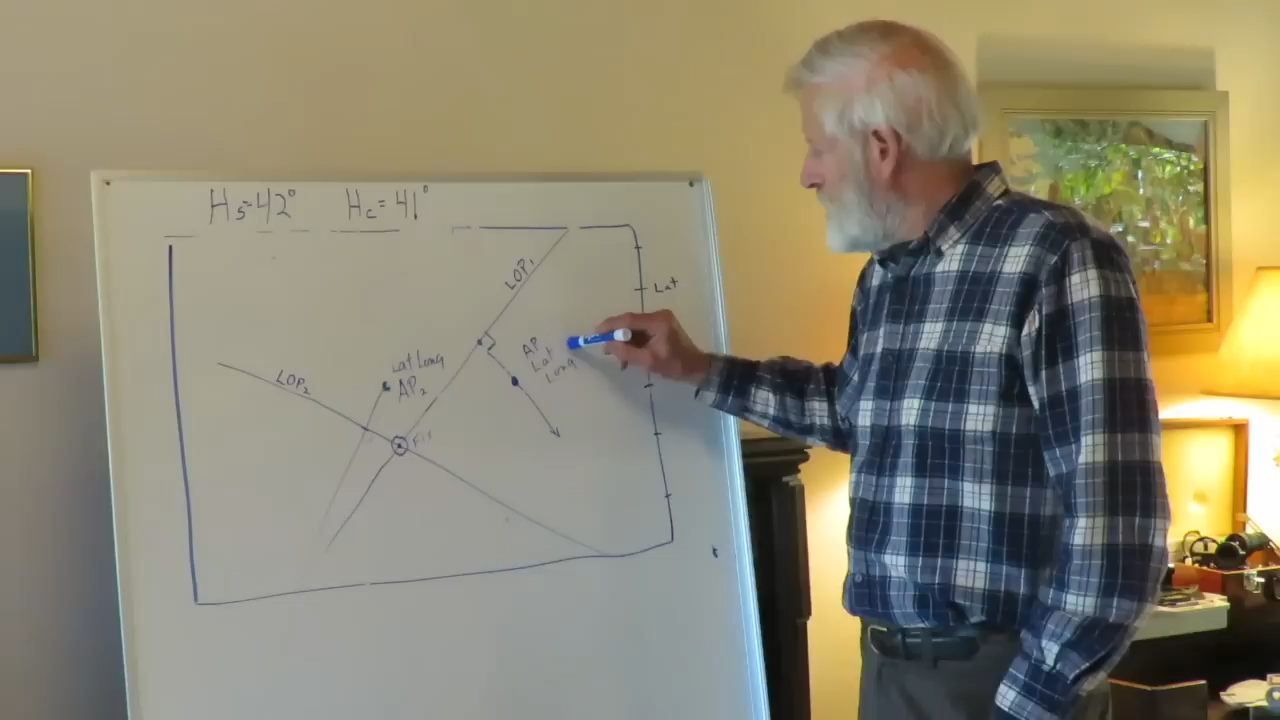 Hs=42° Hc=41°
LOP1
Lat
AP
Lat
Long
Lat Long
AP2
LOP2
Fix